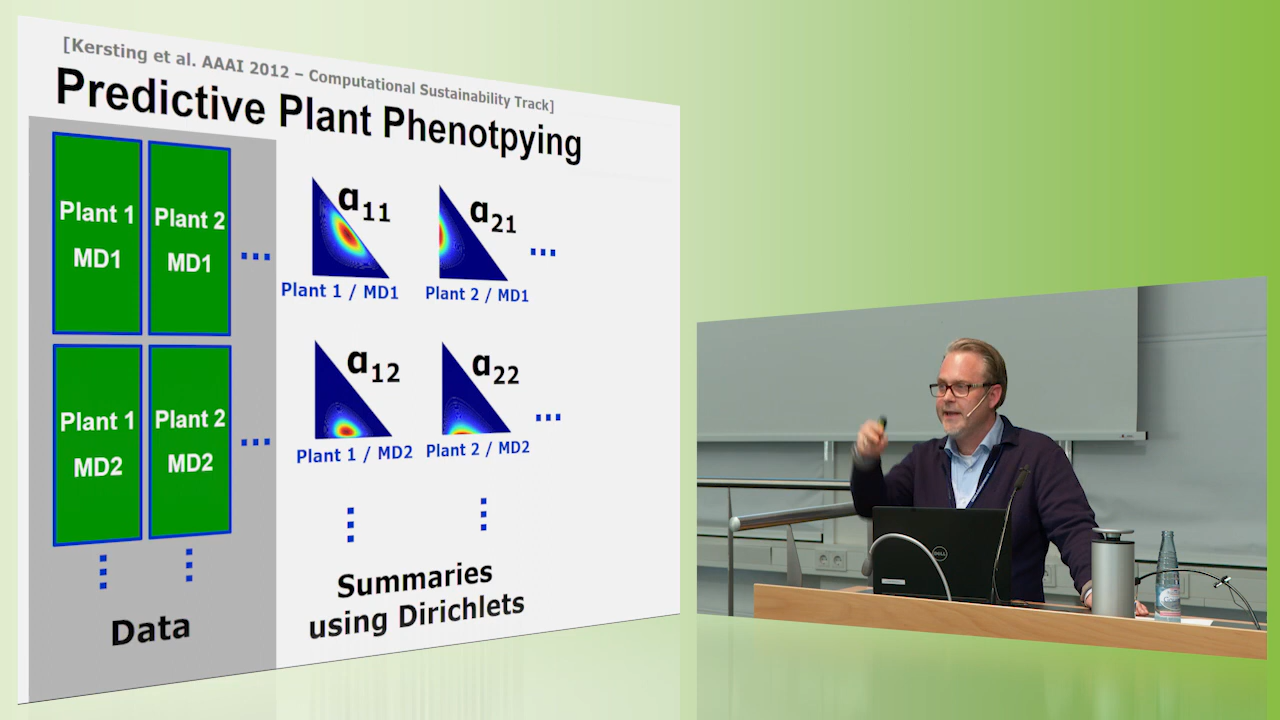 [Kersting et al. AAAI 2012 – Computational Sustainability Track]
Predictive Plant Phenotpying
Plant 1
MD1
Plant 2
MD1
...
α11
Plant 1 / MD1
α21
Plant 2 / MD1
...
Plant 1
MD2
Plant 2
MD2
...
α12
Plant 1 / MD2
α22
Plant 2 / MD2
...
Data
Summaries
using Dirichlets
DELL